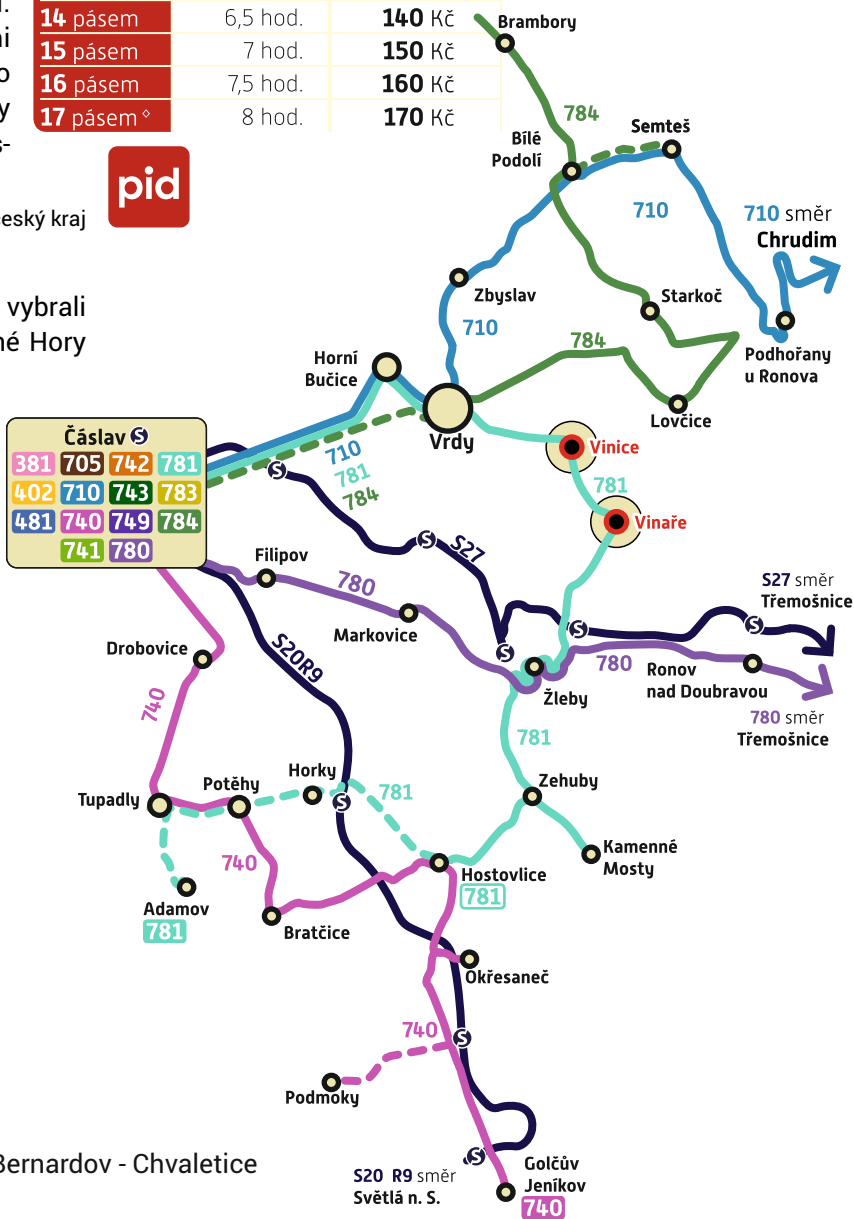 14 pásem 6,5 hod. 140 Kč
15 pásem 7 hod. 150 Kč
16 pásem 7,5 hod. 160 Kč
17 pásem ◇ 8 hod. 170 Kč
pid
český kraj
vybrali
né Hory
Brambory
784
Semteš
Bílé
Podolí
710
710 směr
Chrudim
Zbyslav
Starkoč
710
784
Podhořany
u Ronova
Horní
Bučice
Lovčice
Vrdy
Čáslav S
381 705 742 781
402 710 743 783
481 740 749 784
741 780
710
781
784
Vinice
781
Vinaře
S
S
S27
Filipov
780
Markovice
S27 směr
Třemošnice
S
S
S
Drobovice
S20R9
780
Ronov
nad Doubravou
Žleby
740
780 směr
Třemošnice
781
Horky
Potěhy
Tupadly
781
Zehuby
S
Kamenné
Mosty
740
Hostovlice
781
Adamov
781
Bratčice
Okřesaneč
740
S
Podmoky
Bernardov - Chvaletice
S
S20 R9 směr
Světlá n. S.
Golčův
Jeníkov
740